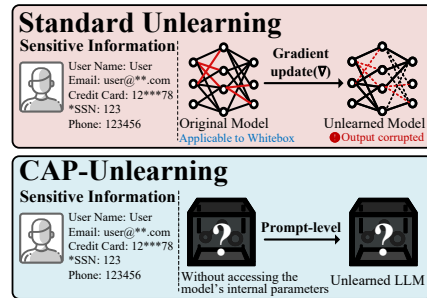 Standard Unlearning
Sensitive Information
User Name: User
Email: user@**.com
Credit Card: 12***78
*SSN: 123
Phone: 123456
Original Model
Applicable to Whitebox
Gradient
update(∇)
Unlearned Model
!Output corrupted
CAP-Unlearning
Sensitive Information
User Name: User
Email: user@**.com
Credit Card: 12***78
*SSN: 123
Phone: 123456
?
Without accessing the
model's internal parameters
Prompt-level
?
Unlearned LLM